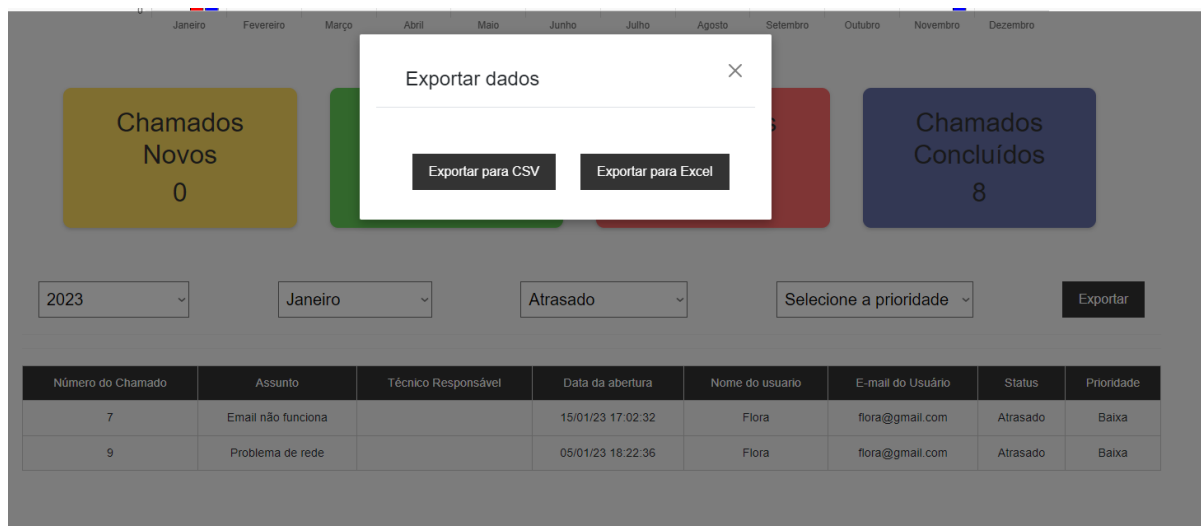 0
Janeiro Fevereiro Março Abril Maio Junho Julho Agosto Setembro Outubro Novembro Dezembro
Exportar dados
Chamados
Novos
0
Exportar para CSV Exportar para Excel
Chamados
Concluídos
8
2023 Janeiro Atrasado Selecione a prioridade Exportar
Número do Chamado Assunto Técnico Responsável Data da abertura Nome do usuario E-mail do Usuário Status Prioridade
7 Email não funciona 15/01/23 17:02:32 Flora flora@gmail.com Atrasado Baixa
9 Problema de rede 05/01/23 18:22:36 Flora flora@gmail.com Atrasado Baixa